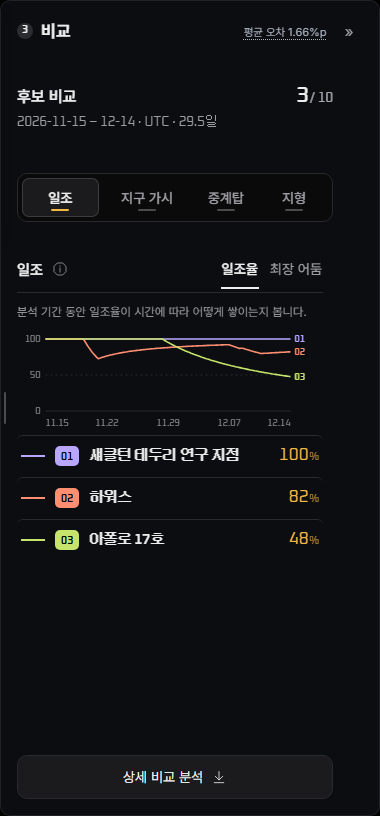 3 비교 평균 오차 1.66%p »
후보 비교 3/ 10
2026-11-15 – 12-14 · UTC · 29.5일
일조 지구 가시 중계탑 지형
일조 ⓘ 일조율 최장 어둠
분석 기간 동안 일조율이 시간에 따라 어떻게 쌓이는지 봅니다.
100 01
02
50 03
0
11.15 11.22 11.29 12.07 12.14
01 섀클턴 테두리 연구 지점 100%
02 하워스 82%
03 아폴로 17호 48%
상세 비교 분석